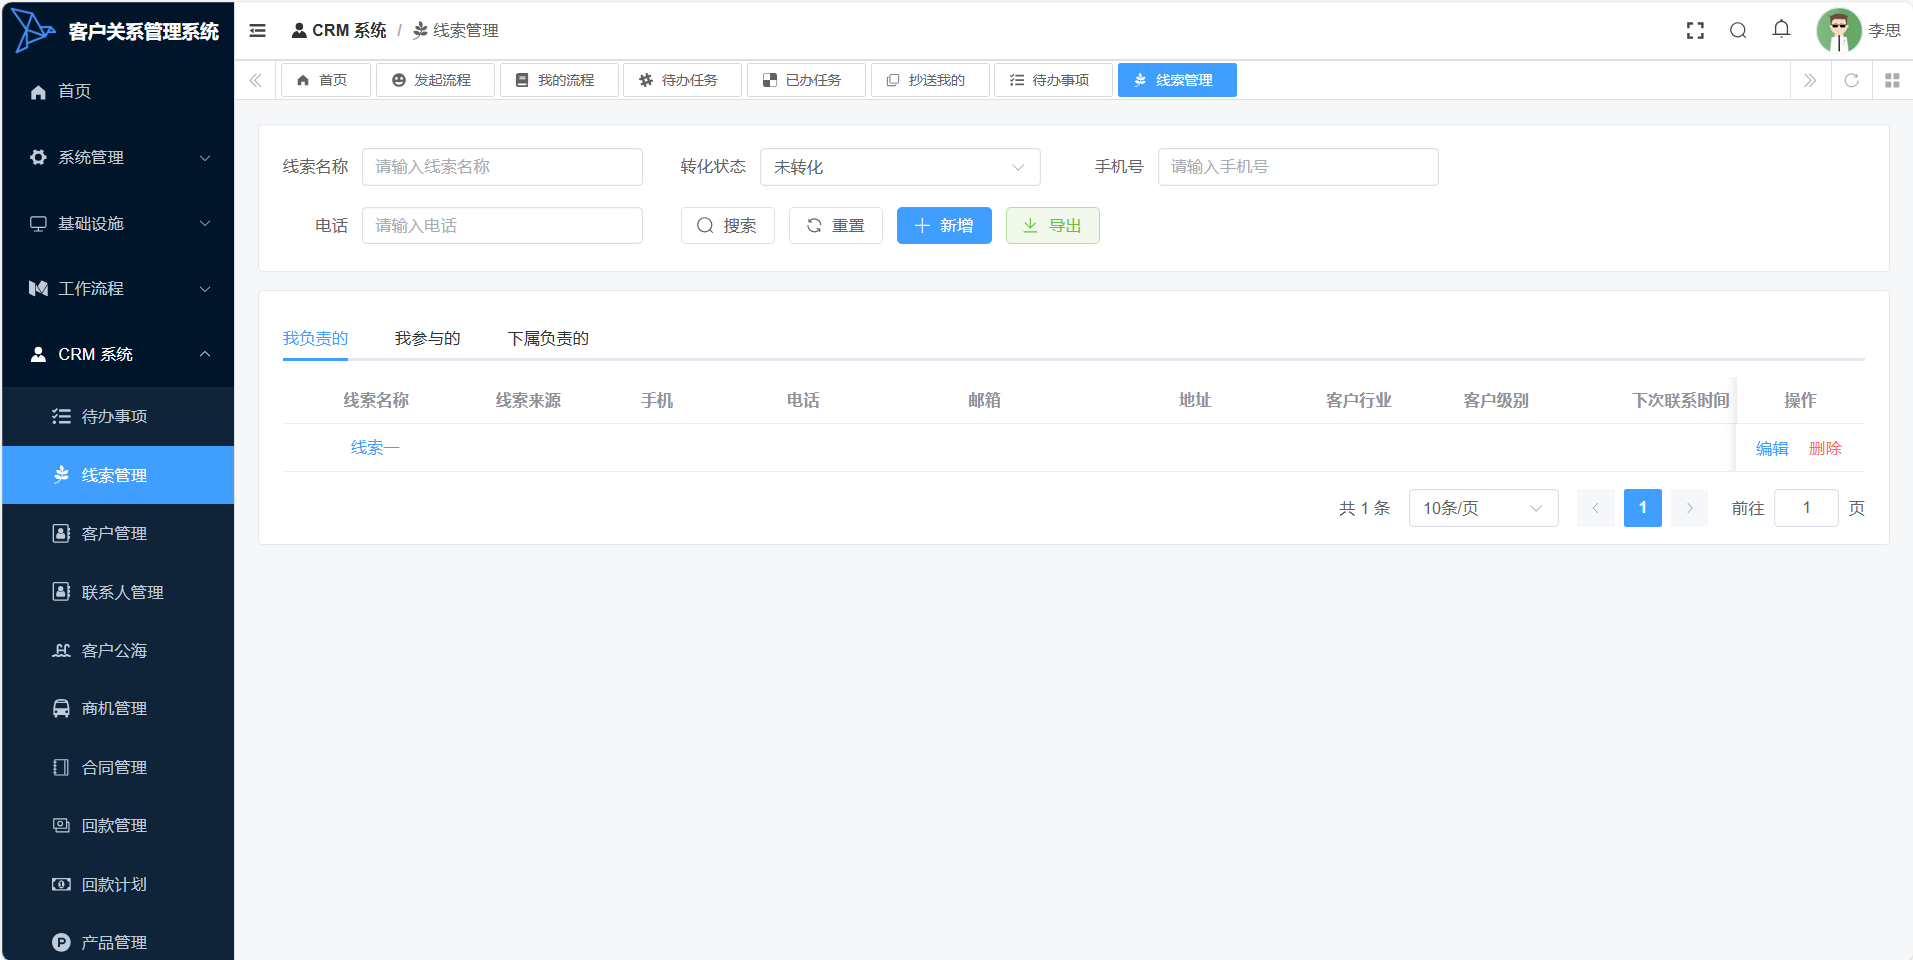 客户关系管理系统
CRM 系统 / 线索管理
李思
首页 发起流程 我的流程 待办任务 已办任务 抄送我的 待办事项 线索管理
首页
系统管理
基础设施
工作流程
CRM 系统
待办事项
线索管理
客户管理
联系人管理
客户公海
商机管理
合同管理
回款管理
回款计划
产品管理
线索名称 请输入线索名称 转化状态 未转化 手机号 请输入手机号
电话 请输入电话 搜索 重置 新增 导出
我负责的 我参与的 下属负责的
线索名称 线索来源 手机 电话 邮箱 地址 客户行业 客户级别 下次联系时间 操作
线索一 编辑 删除
共 1 条 10条/页 1 前往 1 页